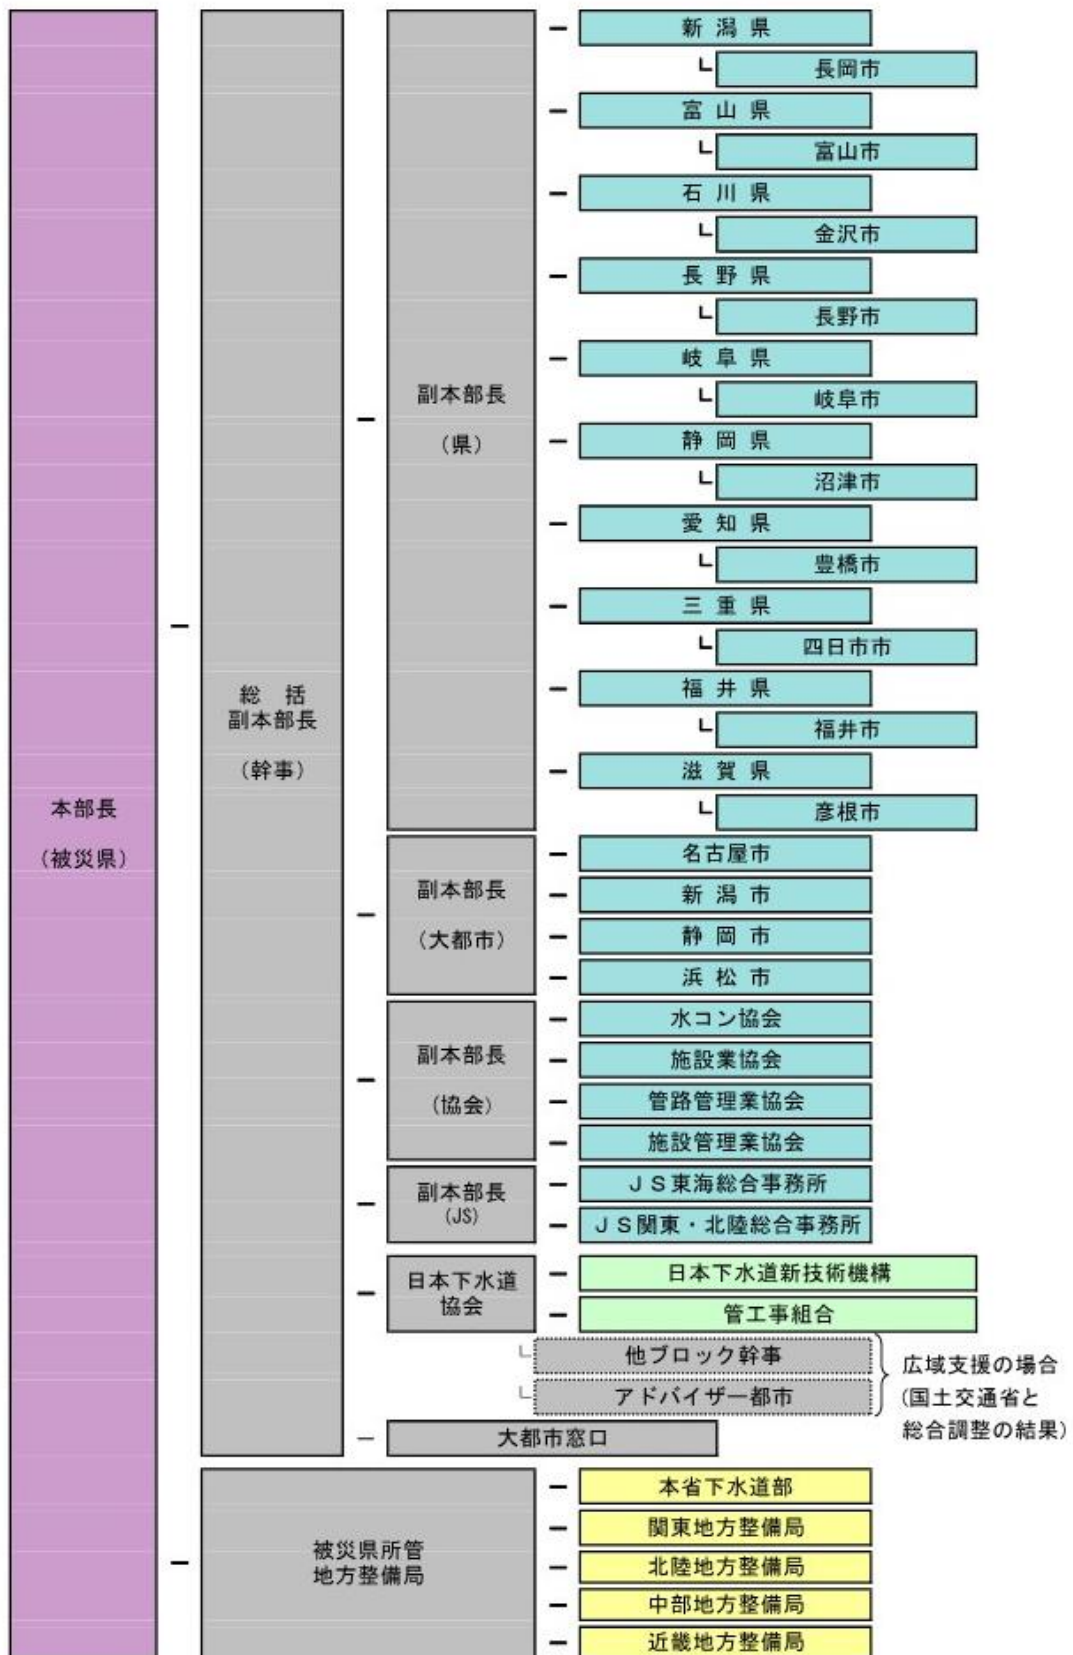 本部長
（被災県）
総　括
副本部長
（幹事）
副本部長
（県）
新 潟 県
長岡市
富 山 県
富山市
石 川 県
金沢市
長 野 県
長野市
岐 阜 県
岐阜市
静 岡 県
沼津市
愛 知 県
豊橋市
三 重 県
四日市市
福 井 県
福井市
滋 賀 県
彦根市
副本部長
（大都市）
名古屋市
新 潟 市
静 岡 市
浜 松 市
副本部長
(協会)
水コン協会
施設業協会
管路管理業協会
施設管理業協会
副本部長
(JS)
ＪＳ東海総合事務所
ＪＳ関東・北陸総合事務所
日本下水道
協会
日本下水道新技術機構
管工事組合
他ブロック幹事
アドバイザー都市
広域支援の場合
(国土交通省と
総合調整の結果)
大都市窓口
被災県所管
地方整備局
本省下水道部
関東地方整備局
北陸地方整備局
中部地方整備局
近畿地方整備局